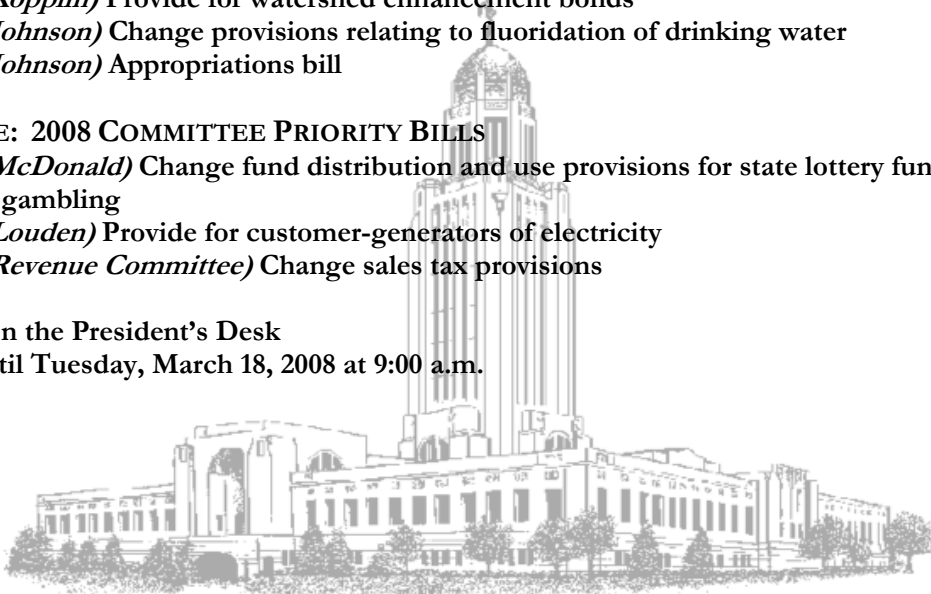 Kopplin) Provide for watershed enhancement bonds
Johnson) Change provisions relating to fluoridation of drinking water
Johnson) Appropriations bill
E: 2008 COMMITTEE PRIORITY BILLS
McDonald) Change fund distribution and use provisions for state lottery fun
gambling
Louden) Provide for customer-generators of electricity
Revenue Committee) Change sales tax provisions
n the President's Desk
til Tuesday, March 18, 2008 at 9:00 a.m.